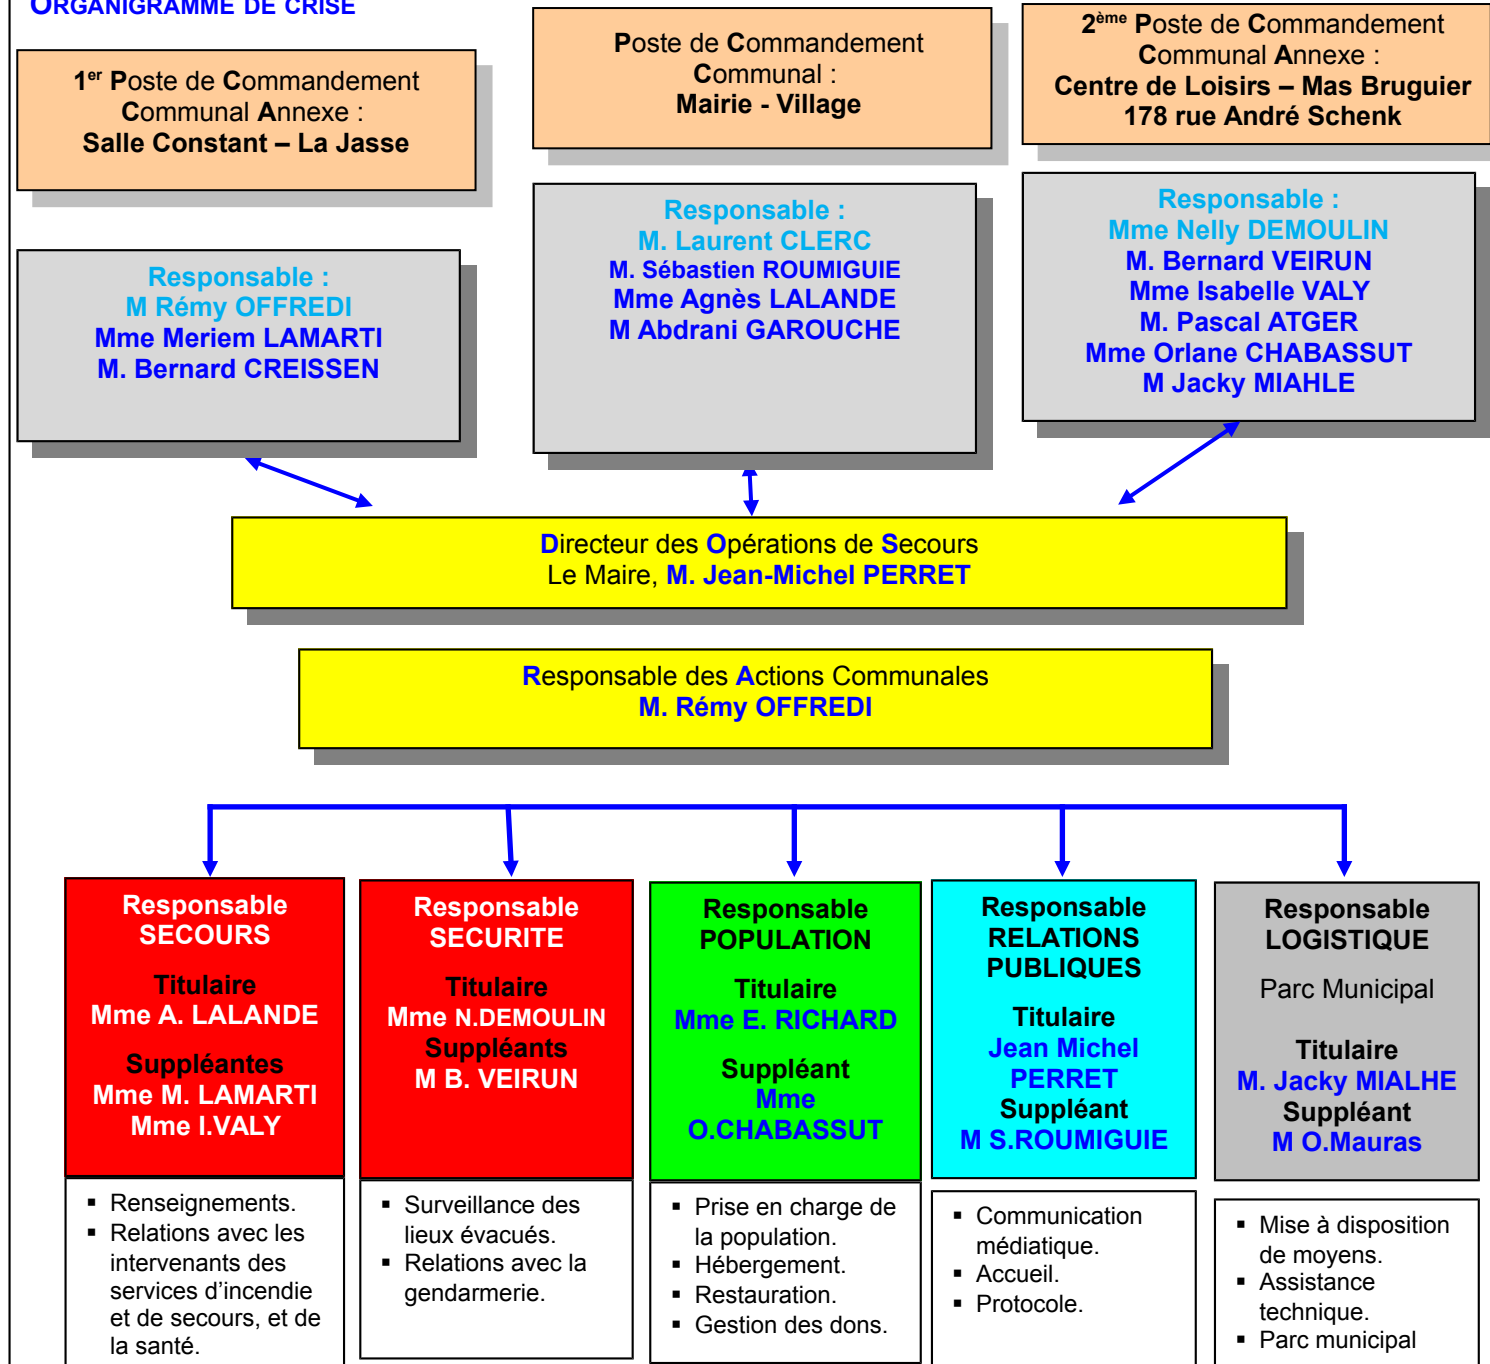 ORGANIGRAMME DE CRISE
1er Poste de Commandement
Communal Annexe :
Salle Constant – La Jasse
Poste de Commandement
Communal :
Mairie - Village
2ème Poste de Commandement
Communal Annexe :
Centre de Loisirs – Mas Bruguier
178 rue André Schenk
Responsable :
M Rémy OFFREDI
Mme Meriem LAMARTI
M. Bernard CREISSEN
Responsable :
M. Laurent CLERC
M. Sébastien ROUMIGUIE
Mme Agnès LALANDE
M Abdrani GAROUCHE
Responsable :
Mme Nelly DEMOULIN
M. Bernard VEIRUN
Mme Isabelle VALY
M. Pascal ATGER
Mme Orlane CHABASSUT
M Jacky MIAHLE
Directeur des Opérations de Secours
Le Maire, M. Jean-Michel PERRET
Responsable des Actions Communales
M. Rémy OFFREDI
Responsable
SECOURS
Titulaire
Mme A. LALANDE
Suppléantes
Mme M. LAMARTI
Mme I.VALY
Responsable
SECURITE
Titulaire
Mme N.DEMOULIN
Suppléants
M B. VEIRUN
Responsable
POPULATION
Titulaire
Mme E. RICHARD
Suppléant
Mme
O.CHABASSUT
Responsable
RELATIONS
PUBLIQUES
Titulaire
Jean Michel
PERRET
Suppléant
M S.ROUMIGUIE
Responsable
LOGISTIQUE
Parc Municipal
Titulaire
M. Jacky MIALHE
Suppléant
M O.Mauras
▪ Renseignements.
▪ Relations avec les
intervenants des
services d’incendie
et de secours, et de
la santé.
▪ Surveillance des
lieux évacués.
▪ Relations avec la
gendarmerie.
▪ Prise en charge de
la population.
▪ Hébergement.
▪ Restauration.
▪ Gestion des dons.
▪ Communication
médiatique.
▪ Accueil.
▪ Protocole.
▪ Mise à disposition
de moyens.
▪ Assistance
technique.
▪ Parc municipal